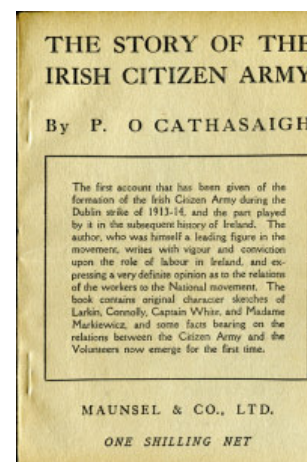 THE STORY OF THE
IRISH CITIZEN ARMY
By P. O CATHASAIGH
The first account that has been given of the
formation of the Irish Citizen Army during the
Dublin strike of 1913-14, and the part played
by it in the subsequent history of Ireland. The
author, who was himself a leading figure in the
movement, writes with vigour and conviction
upon the role of labour in Ireland, and ex-
pressing a very definite opinion as to the relations
of the workers to the National movement. The
book contains original character sketches of
Larkin, Connolly, Captain White, and Madame
Markiewicz, and some facts bearing on the
relations between the Citizen Army and the
Volunteers now emerge for the first time.
MAUNSEL & CO., LTD.
ONE SHILLING NET